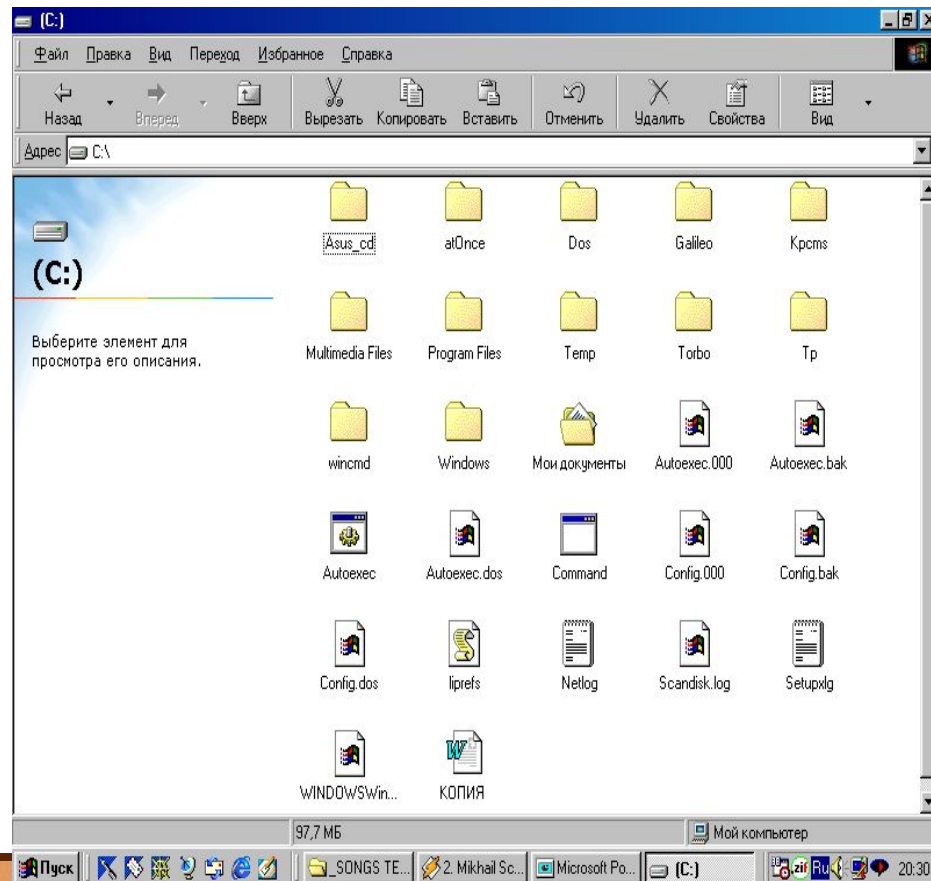 (C:)
Файл Правка Вид Переход Избранное Справка
Назад Вперед Вверх Вырезать Копировать Вставить Отменить Удалить Свойства Вид
Адрес C:\
(C:)
Выберите элемент для
просмотра его описания.
Asus_cd atOnce Dos Galileo Kpcms
Multimedia Files Program Files Temp Torbo Tp
wincmd Windows Мои документы Autoexec.000 Autoexec.bak
Autoexec Autoexec.dos Command Config.000 Config.bak
Config.dos liprefs Netlog Scandisk.log Setupxlg
WINDOWSWin... КОПИЯ
97,7 МБ Мой компьютер
Пуск _SONGS TE... 2. Mikhail Sc... Microsoft Po... (C:) zif Ru 20:30